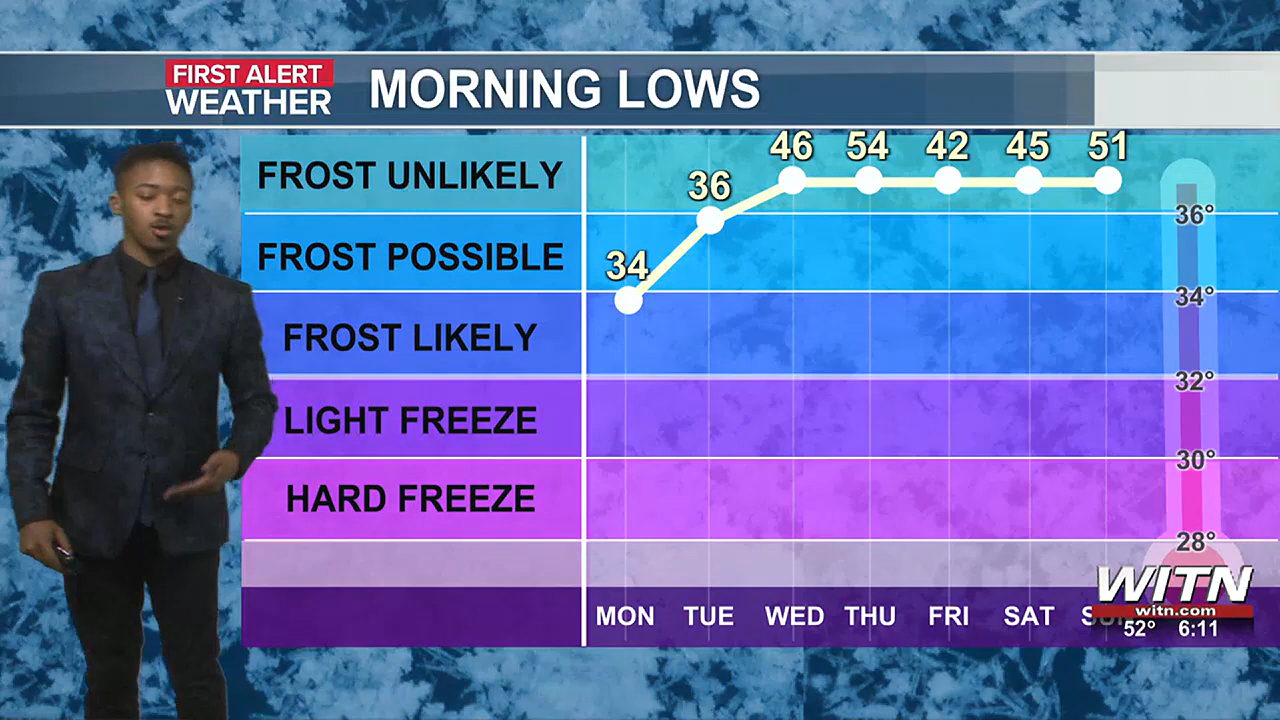 FIRST ALERT
WEATHER
MORNING LOWS
FROST UNLIKELY
FROST POSSIBLE
FROST LIKELY
LIGHT FREEZE
HARD FREEZE
34
36
46
54
42
45
51
36°
34°
32°
30°
28°
MON TUE WED THU FRI SAT
WITN
witn.com
52° 6:11